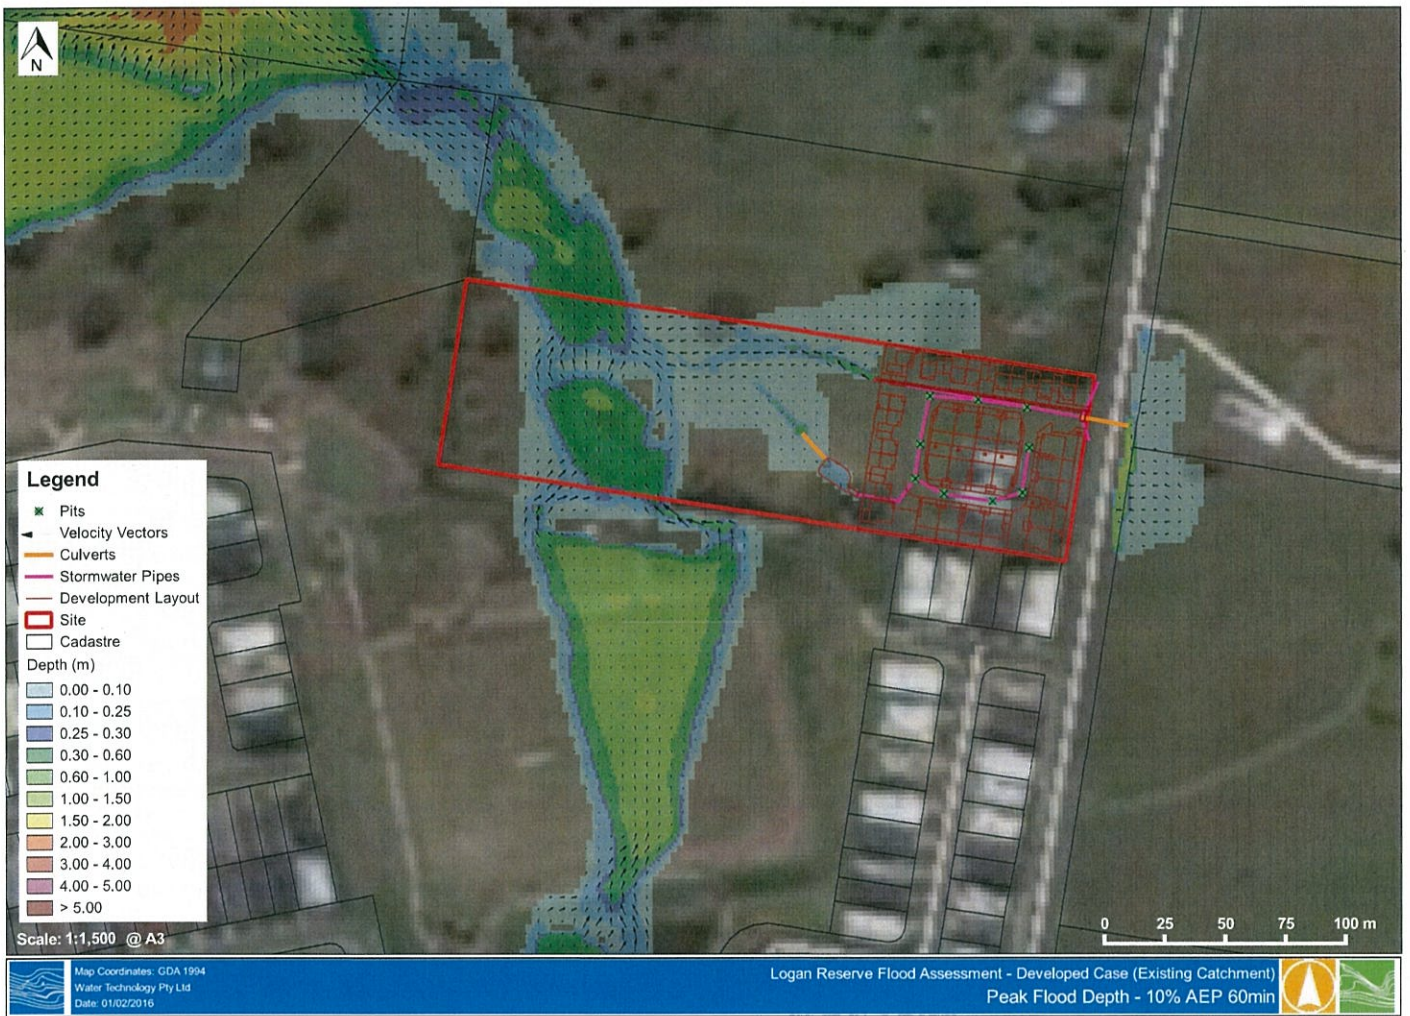 N
Legend
Pits
Velocity Vectors
Culverts
Stormwater Pipes
Development Layout
Site
Cadastre
Depth (m)
0.00 - 0.10
0.10 - 0.25
0.25 - 0.30
0.30 - 0.60
0.60 - 1.00
1.00 - 1.50
1.50 - 2.00
2.00 - 3.00
3.00 - 4.00
4.00 - 5.00
> 5.00
Scale: 1:1,500 @ A3
0 25 50 75 100 m
Map Coordinates: GDA 1994
Water Technology Pty Ltd
Date: 01/02/2016
Logan Reserve Flood Assessment - Developed Case (Existing Catchment)
Peak Flood Depth - 10% AEP 60min